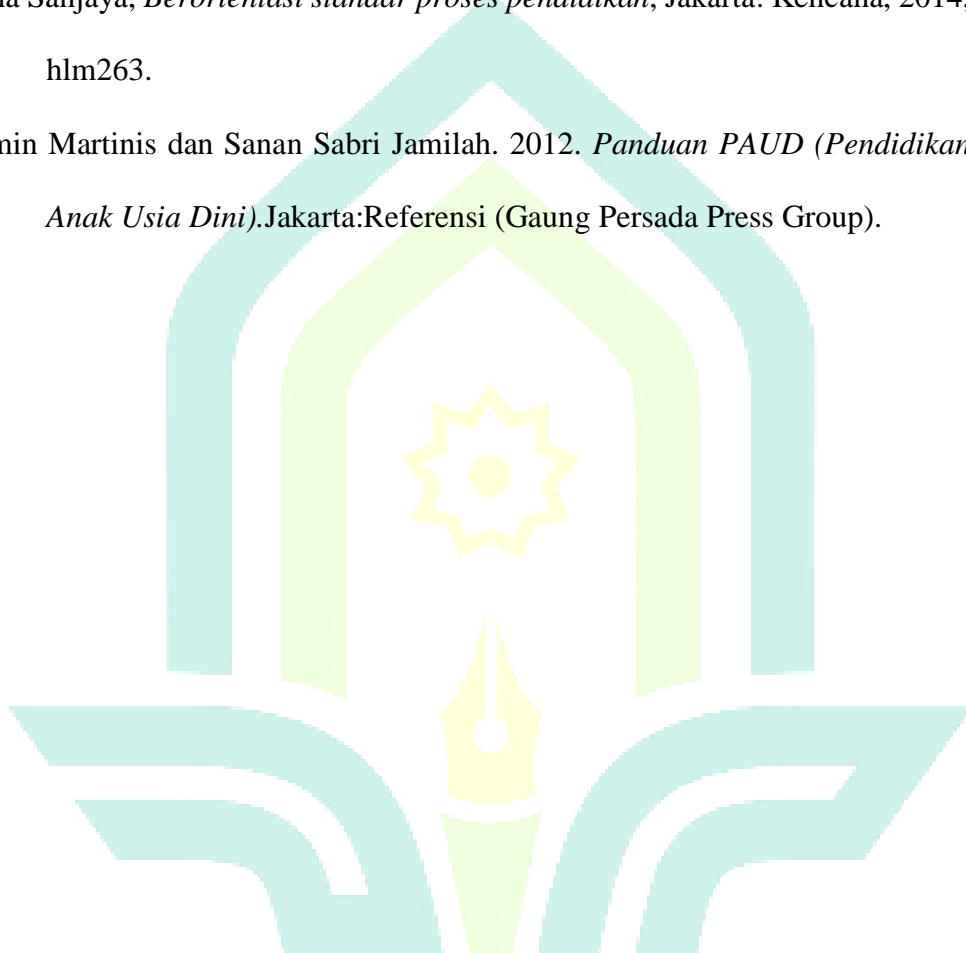 Sanjaya, Berorientasi standar proses pendidikan, Jakarta: Kencana, 2014,
hlm263.
Martinis dan Sanan Sabri Jamilah. 2012. Panduan PAUD (Pendidikan
Anak Usia Dini).Jakarta:Referensi (Gaung Persada Press Group).